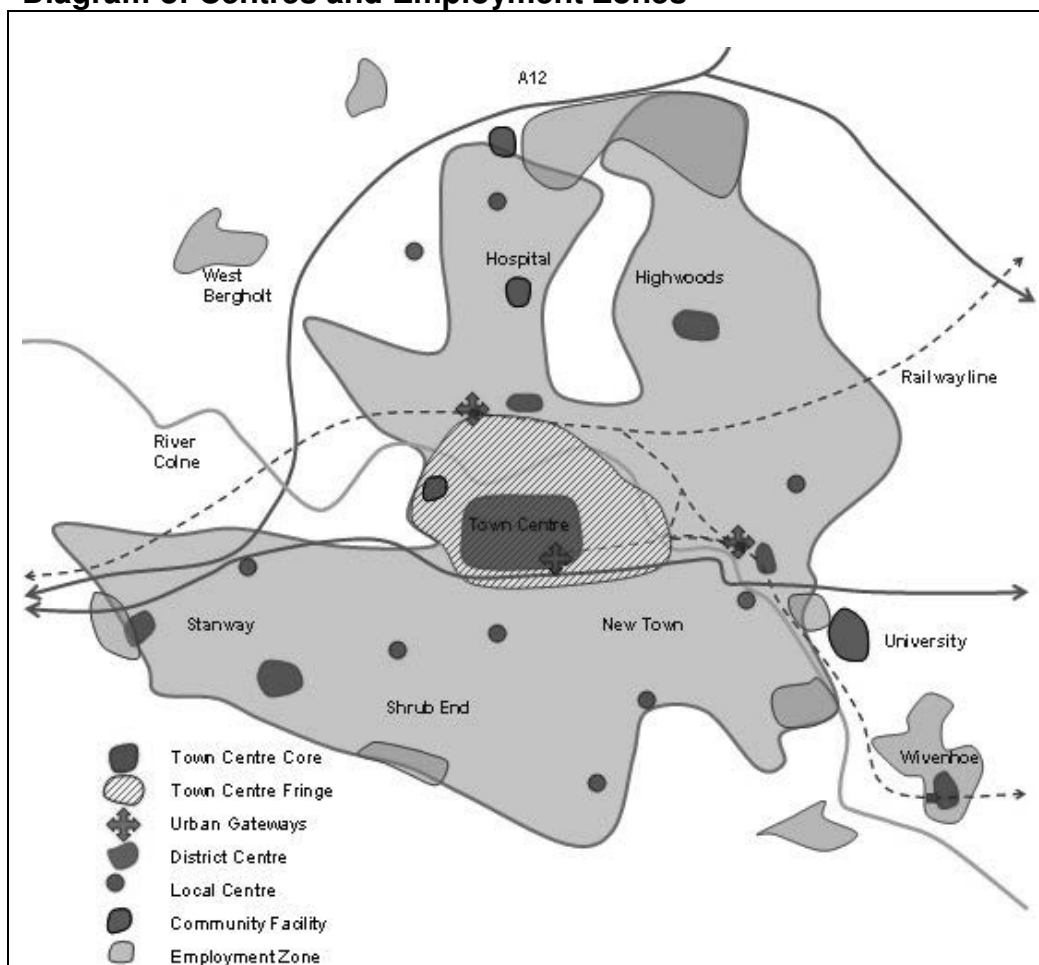 Diagram of Centres and Employment Zones
A12
Hospital
Highwoods
West
Bergholt
Railway line
River
Colne
Town Centre
Stanway
New Town
University
Shrub End
Wivenhoe
Town Centre Core
Town Centre Fringe
Urban Gateways
District Centre
Local Centre
Community Facility
Employment Zone